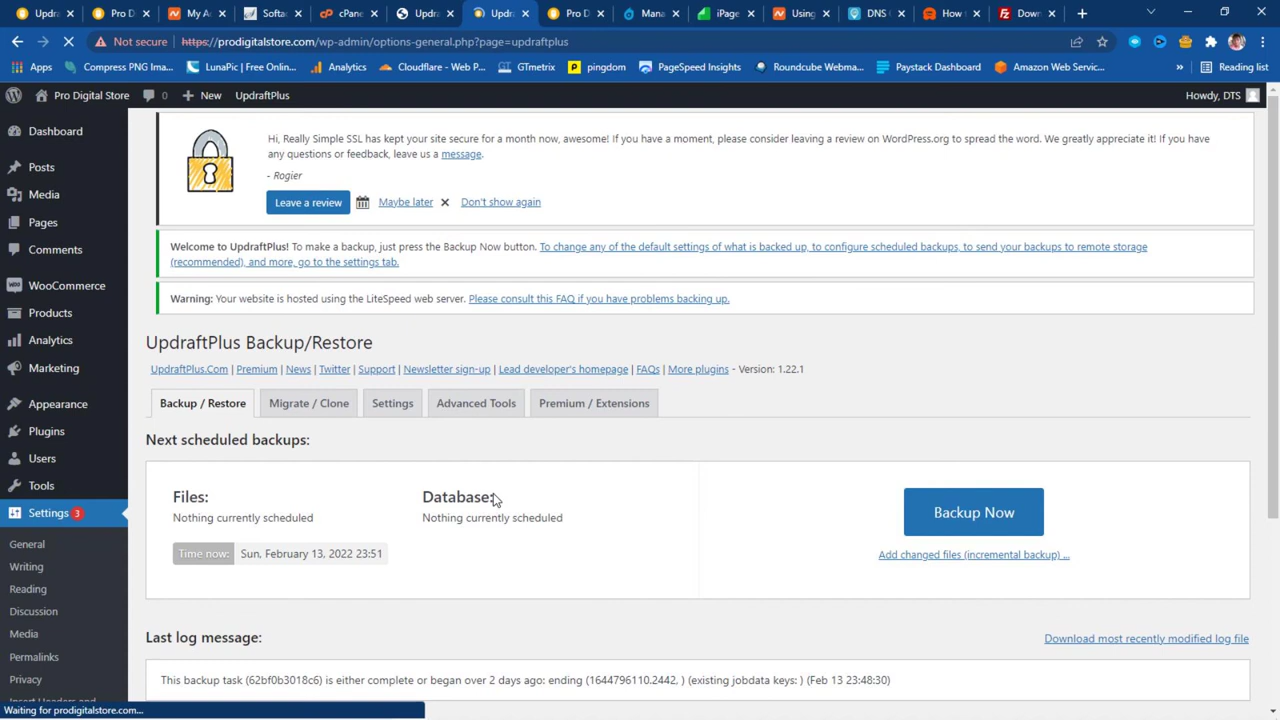 Updra
Pro D
My Ac
Softac
cPane
Updra
Updra
Pro D
Mana
iPage
Using
DNS C
How t
Down
Not secure https://prodigitalstore.com/wp-admin/options-general.php?page=updraftplus
Apps Compress PNG Ima... LunaPic | Free Onlin... Analytics Cloudflare - Web P... GTmetrix pingdom PageSpeed Insights Roundcube Webma... Paystack Dashboard Amazon Web Servic... » Reading list
Pro Digital Store 0 New UpdraftPlus Howdy, DTS
Dashboard
Posts
Media
Pages
Comments
WooCommerce
Products
Analytics
Marketing
Appearance
Plugins
Users
Tools
Settings 3
General
Writing
Reading
Discussion
Media
Permalinks
Privacy
Insert Headers and
Hi, Really Simple SSL has kept your site secure for a month now, awesome! If you have a moment, please consider leaving a review on WordPress.org to spread the word. We greatly appreciate it! If you have
any questions or feedback, leave us a message.
- Rogier
Leave a review Maybe later Don't show again
Welcome to UpdraftPlus! To make a backup, just press the Backup Now button. To change any of the default settings of what is backed up, to configure scheduled backups, to send your backups to remote storage
(recommended), and more, go to the settings tab.
Warning: Your website is hosted using the LiteSpeed web server. Please consult this FAQ if you have problems backing up.
UpdraftPlus Backup/Restore
UpdraftPlus.Com | Premium | News | Twitter | Support | Newsletter sign-up | Lead developer's homepage | FAQs | More plugins - Version: 1.22.1
Backup / Restore Migrate / Clone Settings Advanced Tools Premium / Extensions
Next scheduled backups:
Files:
Nothing currently scheduled
Database:
Nothing currently scheduled
Time now: Sun, February 13, 2022 23:51
Backup Now
Add changed files (incremental backup) ...
Last log message:
Download most recently modified log file
This backup task (62bf0b3018c6) is either complete or began over 2 days ago: ending (1644796110.2442, ) (existing jobdata keys: ) (Feb 13 23:48:30)
Waiting for prodigitalstore.com...